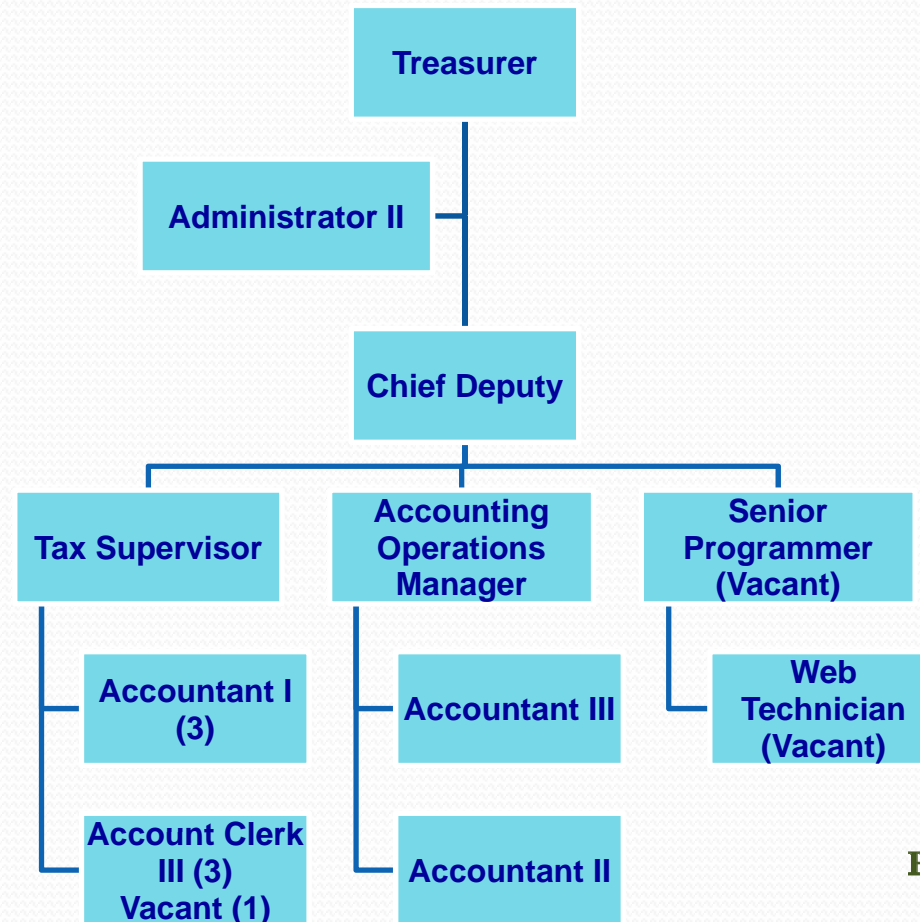 Treasurer
Administrator II
Chief Deputy
Tax Supervisor
Accounting
Operations
Manager
Senior
Programmer
(Vacant)
Accountant I
(3)
Accountant III
Web
Technician
(Vacant)
Account Clerk
III (3)
Vacant (1)
Accountant II